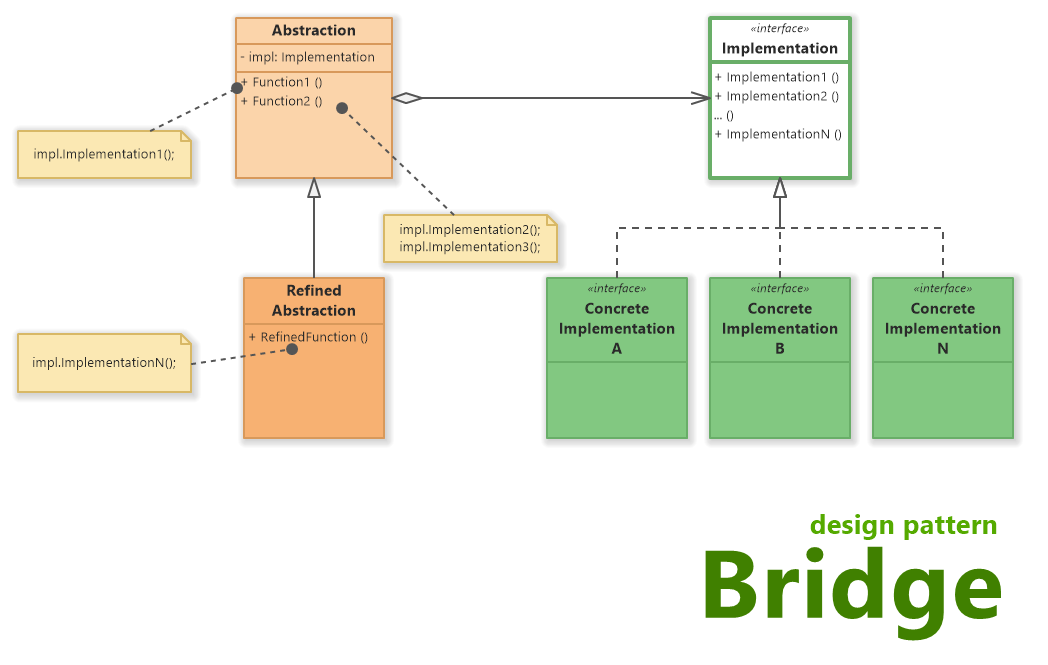 Abstraction
- impl: Implementation
+ Function1 ()
+ Function2 ()
«interface»
Implementation
+ Implementation1 ()
+ Implementation2 ()
... ()
+ ImplementationN ()
impl.Implementation1();
impl.Implementation2();
impl.Implementation3();
Refined
Abstraction
+ RefinedFunction ()
impl.ImplementationN();
«interface»
Concrete
Implementation
A
«interface»
Concrete
Implementation
B
«interface»
Concrete
Implementation
N
design pattern
Bridge